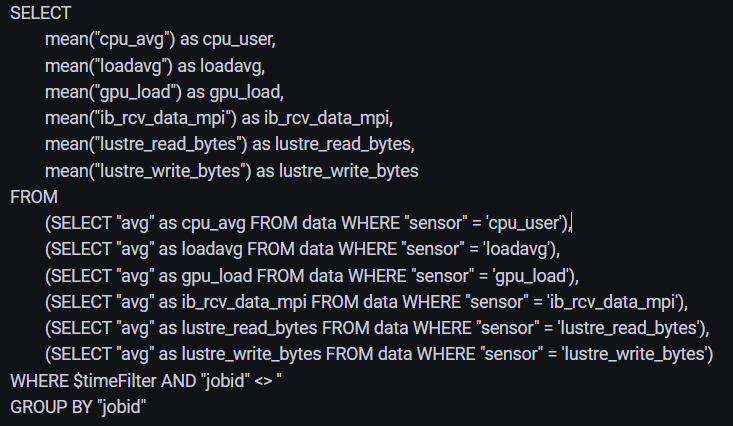 SELECT
mean("cpu_avg") as cpu_user,
mean("loadavg") as loadavg,
mean("gpu_load") as gpu_load,
mean("ib_rcv_data_mpi") as ib_rcv_data_mpi,
mean("lustre_read_bytes") as lustre_read_bytes,
mean("lustre_write_bytes") as lustre_write_bytes
FROM
(SELECT "avg" as cpu_avg FROM data WHERE "sensor" = 'cpu_user'),
(SELECT "avg" as loadavg FROM data WHERE "sensor" = 'loadavg'),
(SELECT "avg" as gpu_load FROM data WHERE "sensor" = 'gpu_load'),
(SELECT "avg" as ib_rcv_data_mpi FROM data WHERE "sensor" = 'ib_rcv_data_mpi'),
(SELECT "avg" as lustre_read_bytes FROM data WHERE "sensor" = 'lustre_read_bytes'),
(SELECT "avg" as lustre_write_bytes FROM data WHERE "sensor" = 'lustre_write_bytes')
WHERE $timeFilter AND "jobid" <> ''
GROUP BY "jobid"